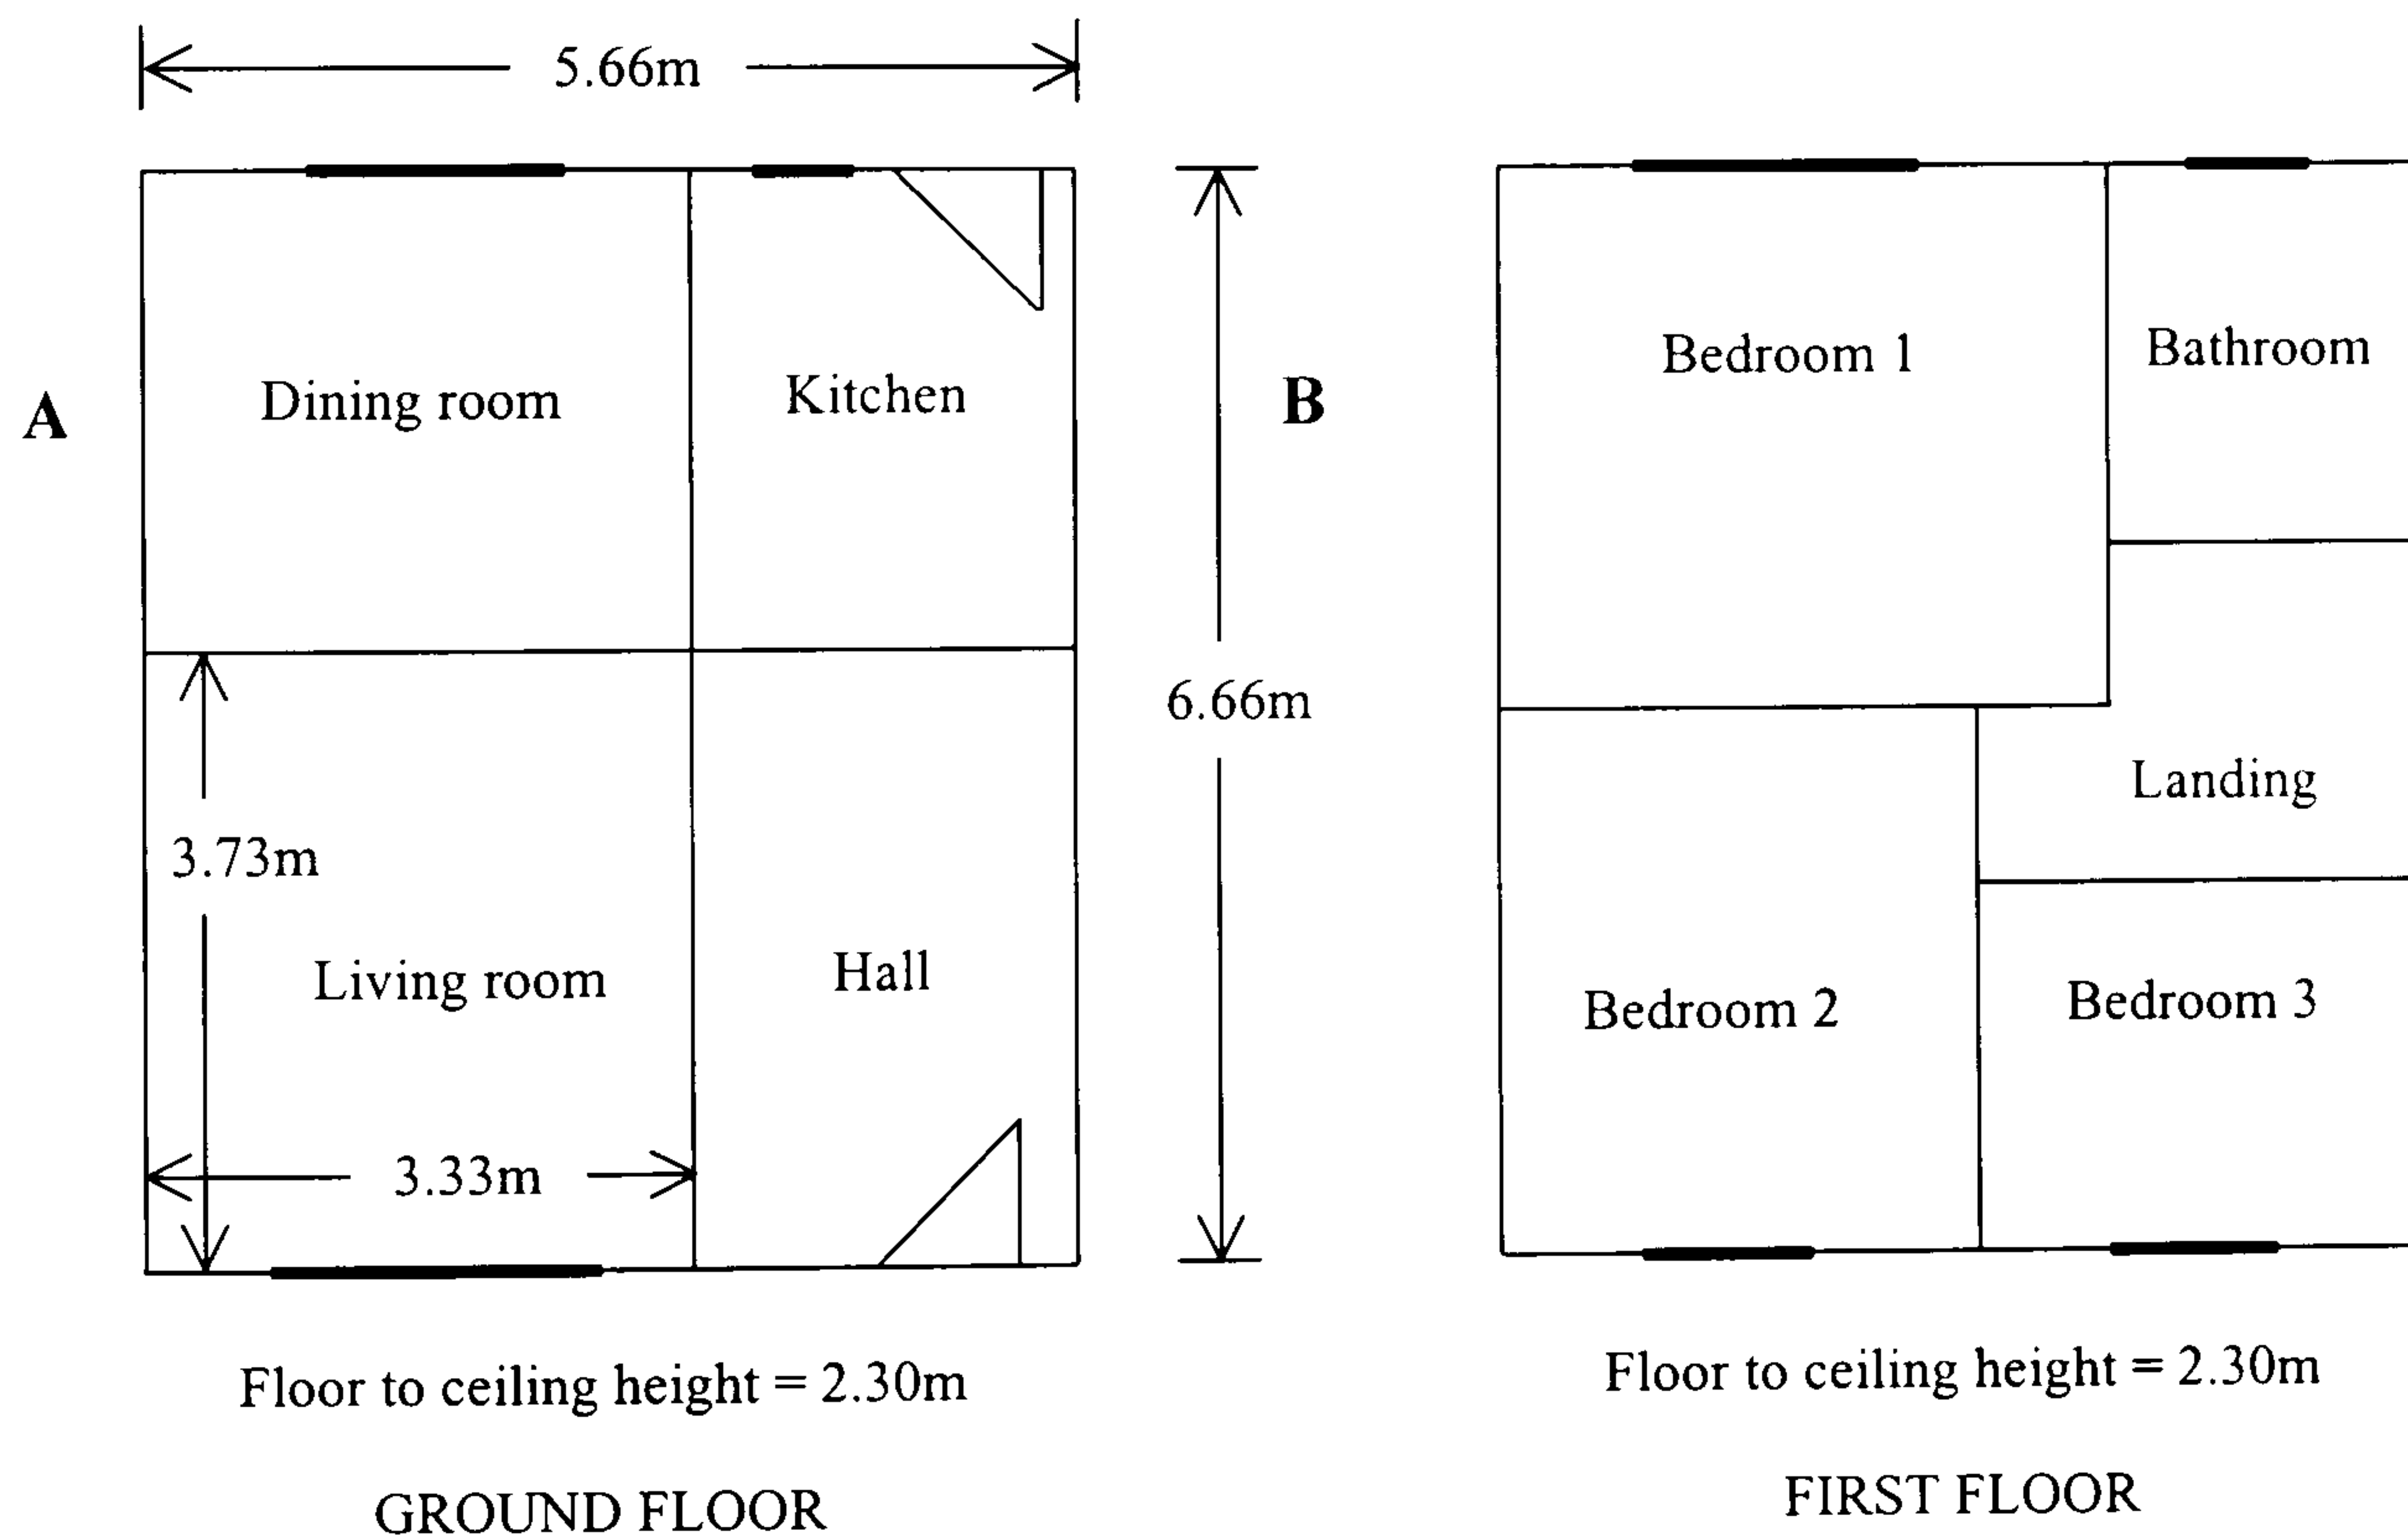 5.66m
A
Dining room
Kitchen
B
Bedroom 1
Bathroom
6.66m
3.73m
Living room
Hall
3.33m
Landing
Bedroom 2
Bedroom 3
Floor to ceiling height = 2.30m
GROUND FLOOR
Floor to ceiling height = 2.30m
FIRST FLOOR